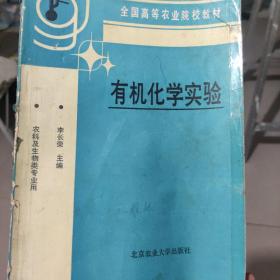 全国高等农业院校教材
有机化学实验
李长荣 主编
农科及生物类专业用
北京农业大学出版社